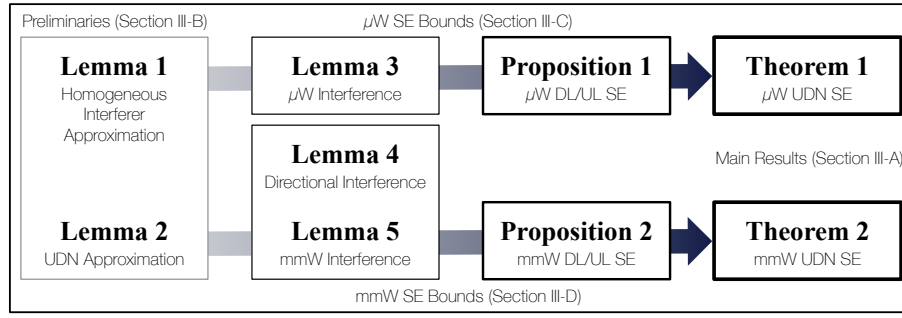 Preliminaries (Section III-B)
µW SE Bounds (Section III-C)
Lemma 1
Homogeneous
Interferer
Approximation
Lemma 3
µW Interference
Proposition 1
µW DL/UL SE
Theorem 1
µW UDN SE
Lemma 4
Directional Interference
Main Results (Section III-A)
Lemma 2
UDN Approximation
Lemma 5
mmW Interference
Proposition 2
mmW DL/UL SE
Theorem 2
mmW UDN SE
mmW SE Bounds (Section III-D)